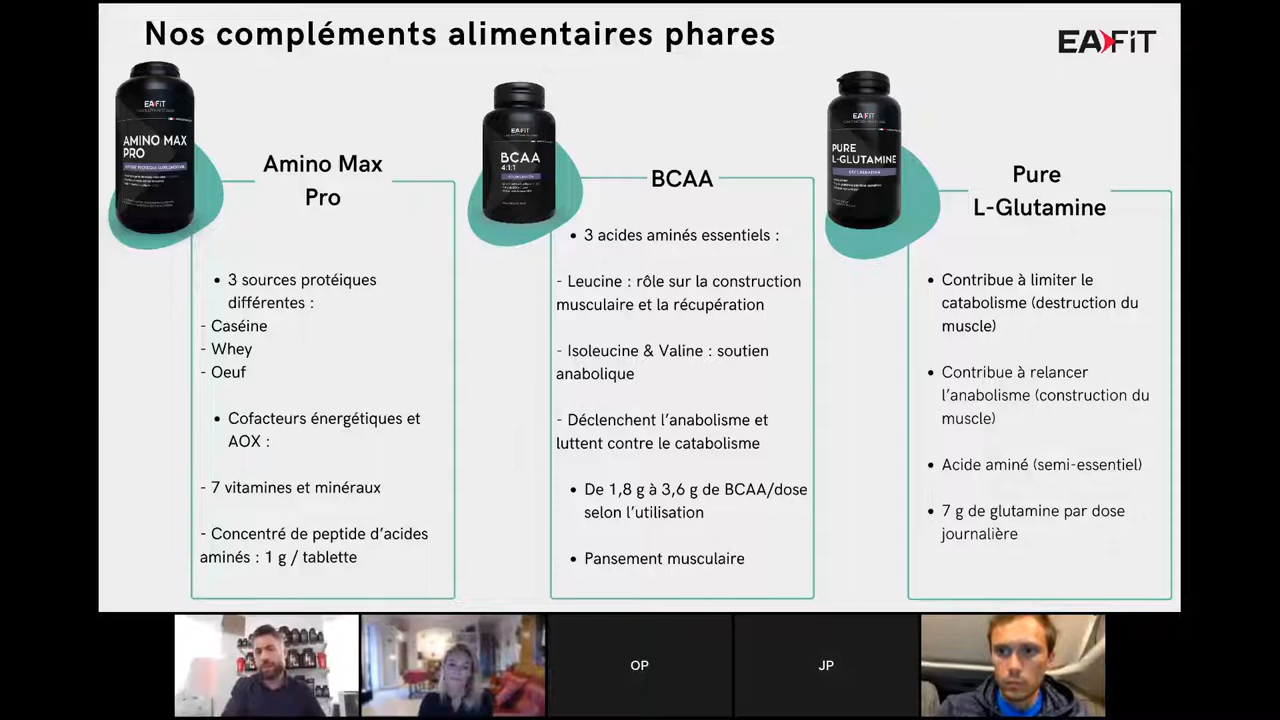 Nos compléments alimentaires phares
EAFIT
EAFIT
AMINO MAX
PRO
Amino Max
Pro
• 3 sources protéiques
différentes :
- Caséine
- Whey
- Oeuf
• Cofacteurs énergétiques et
AOX :
- 7 vitamines et minéraux
- Concentré de peptide d’acides
aminés : 1 g / tablette
EAFIT
BCAA
4:1:1
BCAA
• 3 acides aminés essentiels :
- Leucine : rôle sur la construction
musculaire et la récupération
- Isoleucine & Valine : soutien
anabolique
- Déclenchent l’anabolisme et
luttent contre le catabolisme
• De 1,8 g à 3,6 g de BCAA/dose
selon l’utilisation
• Pansement musculaire
EAFIT
PURE
L-GLUTAMINE
Pure
L-Glutamine
• Contribue à limiter le
catabolisme (destruction du
muscle)
• Contribue à relancer
l’anabolisme (construction du
muscle)
• Acide aminé (semi-essentiel)
• 7 g de glutamine par dose
journalière
OP
JP